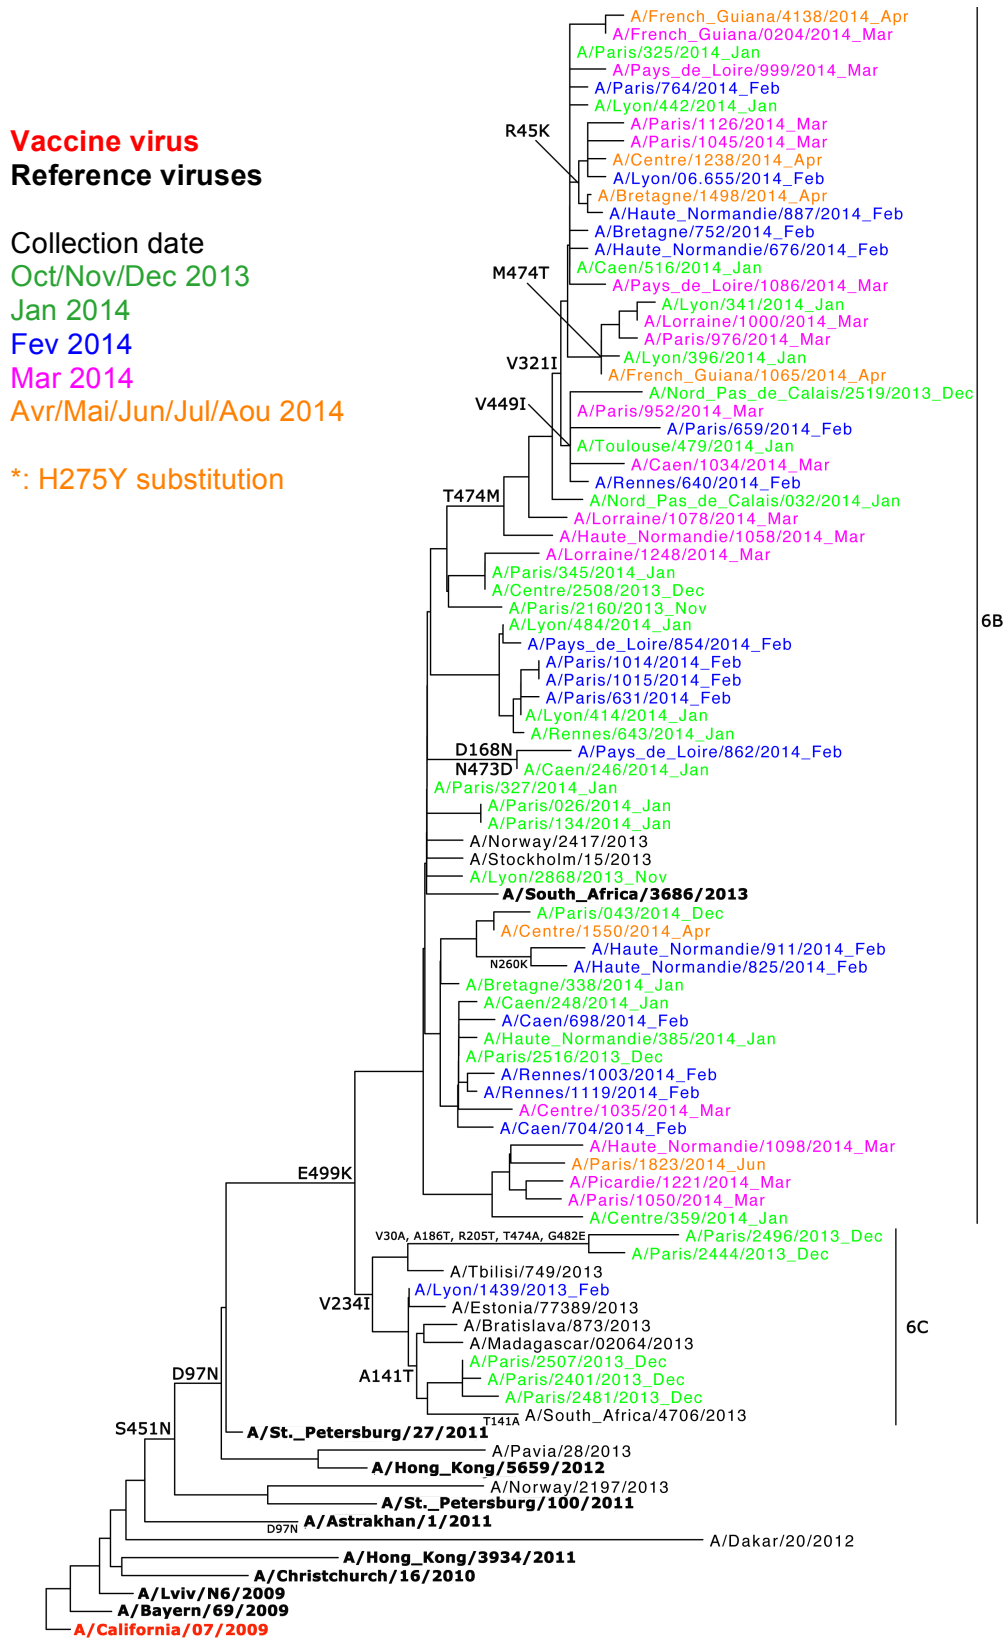 Vaccine virus
Reference viruses
Collection date
Oct/Nov/Dec 2013
Jan 2014
Fev 2014
Mar 2014
Avr/Mai/Jun/Jul/Aou 2014
*: H275Y substitution
A/French_Guiana/4138/2014_Apr
A/French_Guiana/0204/2014_Mar
A/Paris/325/2014_Jan
A/Pays_de_Loire/999/2014_Mar
A/Paris/764/2014_Feb
A/Lyon/442/2014_Jan
A/Paris/1126/2014_Mar
R45K
A/Paris/1045/2014_Mar
A/Centre/1238/2014_Apr
A/Lyon/06.655/2014_Feb
A/Bretagne/1498/2014_Apr
A/Haute_Normandie/887/2014_Feb
A/Bretagne/752/2014_Feb
A/Haute_Normandie/676/2014_Feb
A/Caen/516/2014_Jan
M474T
A/Pays_de_Loire/1086/2014_Mar
A/Lyon/341/2014_Jan
A/Lorraine/1000/2014_Mar
A/Paris/976/2014_Mar
A/Lyon/396/2014_Jan
V321I
A/French_Guiana/1065/2014_Apr
A/Nord_Pas_de_Calais/2519/2013_Dec
V449I
A/Paris/952/2014_Mar
A/Paris/659/2014_Feb
A/Toulouse/479/2014_Jan
A/Caen/1034/2014_Mar
A/Rennes/640/2014_Feb
T474M
A/Nord_Pas_de_Calais/032/2014_Jan
A/Lorraine/1078/2014_Mar
A/Haute_Normandie/1058/2014_Mar
A/Lorraine/1248/2014_Mar
A/Paris/345/2014_Jan
A/Centre/2508/2013_Dec
A/Paris/2160/2013_Nov
6B
A/Lyon/484/2014_Jan
A/Pays_de_Loire/854/2014_Feb
A/Paris/1014/2014_Feb
A/Paris/1015/2014_Feb
A/Paris/631/2014_Feb
A/Lyon/414/2014_Jan
A/Rennes/643/2014_Jan
D168N
A/Pays_de_Loire/862/2014_Feb
N473D
A/Caen/246/2014_Jan
A/Paris/327/2014_Jan
A/Paris/026/2014_Jan
A/Paris/134/2014_Jan
A/Norway/2417/2013
A/Stockholm/15/2013
A/Lyon/2868/2013_Nov
A/South_Africa/3686/2013
A/Paris/043/2014_Dec
A/Centre/1550/2014_Apr
A/Haute_Normandie/911/2014_Feb
N260K
A/Haute_Normandie/825/2014_Feb
A/Bretagne/338/2014_Jan
A/Caen/248/2014_Jan
A/Caen/698/2014_Feb
A/Haute_Normandie/385/2014_Jan
A/Paris/2516/2013_Dec
A/Rennes/1003/2014_Feb
A/Rennes/1119/2014_Feb
A/Centre/1035/2014_Mar
A/Caen/704/2014_Feb
A/Haute_Normandie/1098/2014_Mar
A/Paris/1823/2014_Jun
E499K
A/Picardie/1221/2014_Mar
A/Paris/1050/2014_Mar
A/Centre/359/2014_Jan
V30A, A186T, R205T, T474A, G482E
A/Paris/2496/2013_Dec
A/Paris/2444/2013_Dec
A/Tbilisi/749/2013
A/Lyon/1439/2013_Feb
V234I
A/Estonia/77389/2013
A/Bratislava/873/2013
6C
A/Madagascar/02064/2013
A/Paris/2507/2013_Dec
D97N
A141T
A/Paris/2401/2013_Dec
A/Paris/2481/2013_Dec
T141A
A/South_Africa/4706/2013
S451N
A/St._Petersburg/27/2011
A/Pavia/28/2013
A/Hong_Kong/5659/2012
A/Norway/2197/2013
A/St._Petersburg/100/2011
A/Astrakhan/1/2011
D97N
A/Dakar/20/2012
A/Hong_Kong/3934/2011
A/Christchurch/16/2010
A/Lviv/N6/2009
A/Bayern/69/2009
A/California/07/2009